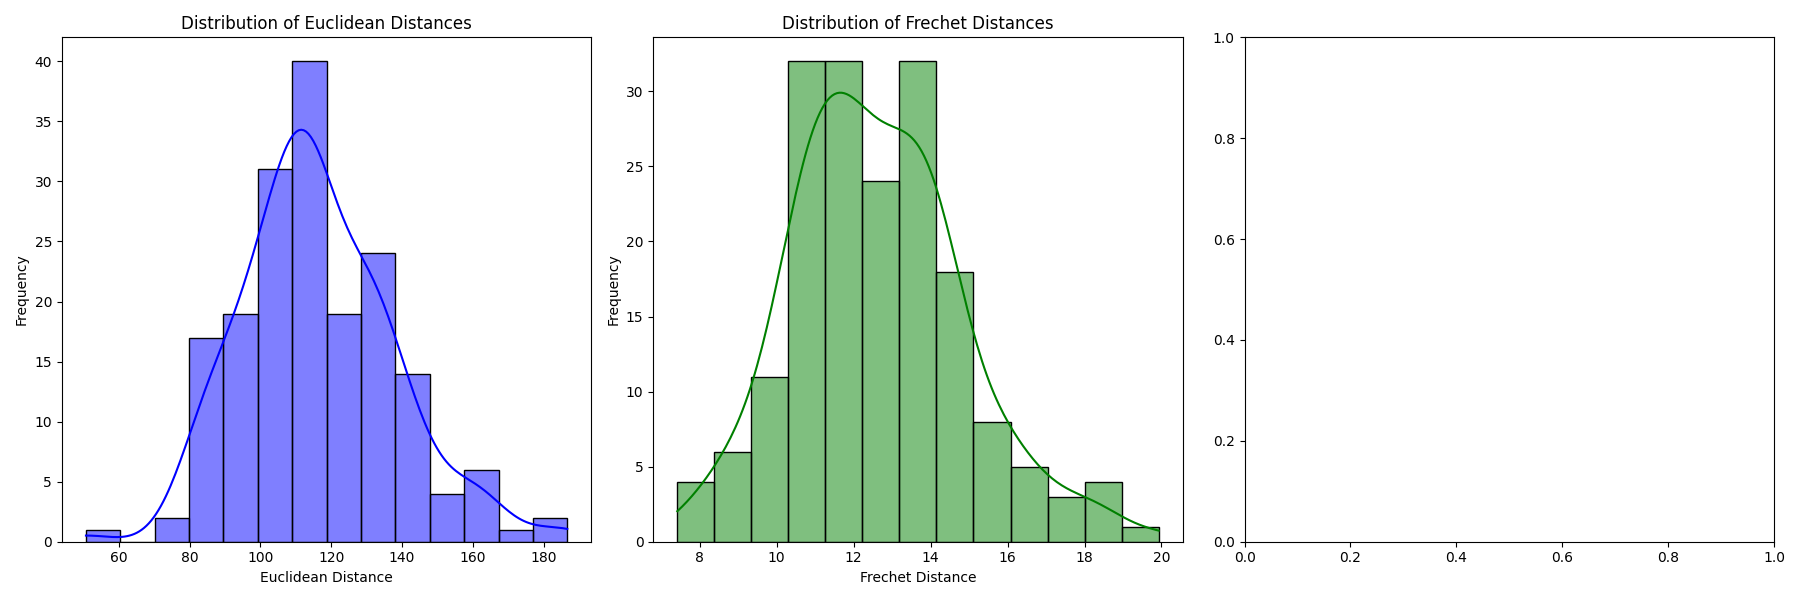 Distribution of Euclidean Distances
40
35
30
25
20
15
10
5
0
Frequency
60 80 100 120 140 160 180
Euclidean Distance
Distribution of Frechet Distances
30
25
20
15
10
5
0
Frequency
8 10 12 14 16 18 20
Frechet Distance
1.0
0.8
0.6
0.4
0.2
0.0
0.0 0.2 0.4 0.6 0.8 1.0